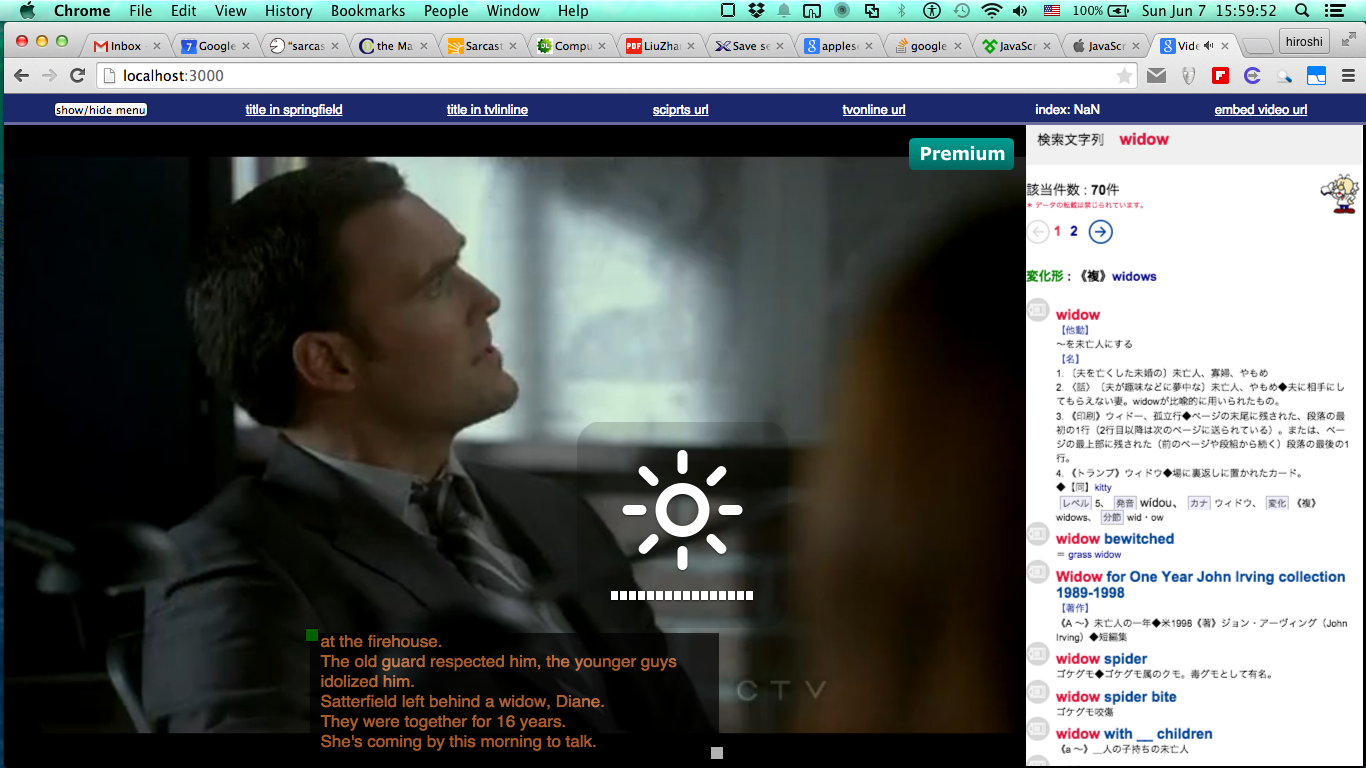 Chrome File Edit View History Bookmarks People Window Help 100% Sun Jun 7 15:59:52
Inbox Google "sarcas the Ma Sarcast Compu LiuZhan Save se applesc google JavaScr JavaScr Vide hiroshi
localhost:3000
show/hide menu title in springfield title in tvlinline sciprts url tvonline url index: NaN embed video url
Premium
at the firehouse.
The old guard respected him, the younger guys
idolized him.
Satterfield left behind a widow, Diane.
They were together for 16 years.
She's coming by this morning to talk.
CTV
検索文字列 widow
該当件数 : 70件
* データの転載は禁じられています。
1 2
変化形 : 《複》widows
widow
【他動】
〜を未亡人にする
【名】
1. 〔夫を亡くした未婚の〕未亡人、寡婦、やもめ
2. 〈話〉〔夫が趣味などに夢中な〕未亡人、やもめ◆夫に相手にし
てもらえない妻。widowが比喩的に用いられたもの。
3. 《印刷》ウィドー、孤立行◆ページの末尾に残された、段落の最
初の1行（2行目以降は次のページに送られている）。または、ペー
ジの最上部に残された（前のページや段組から続く）段落の最後の1
行。
4. 《トランプ》ウィドウ◆場に裏返しに置かれたカード。
◆【同】kitty
レベル 5、 発音 wídou、 カナ ウィドウ、 変化 《複》
widows、 分節 wid・ow
widow bewitched
＝ grass widow
Widow for One Year John Irving collection
1989-1998
【著作】
《A 〜》未亡人の一年◆米1998《著》ジョン・アーヴィング（John
Irving）◆短編集
widow spider
ゴケグモ◆ゴケグモ属のクモ。毒グモとして有名。
widow spider bite
ゴケグモ咬傷
widow with __ children
《a 〜》__人の子持ちの未亡人